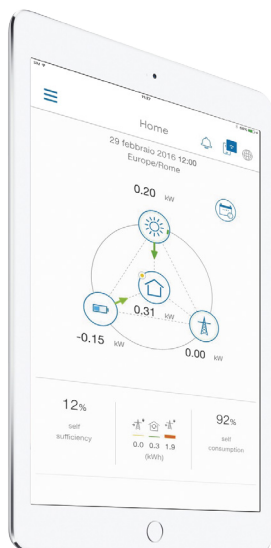 Home
29 febbraio 2016 12:00
Europe/Rome
0.20 kW
0.31 kW
-0.15 kW
0.00 kW
12%
self
sufficiency
0.0 0.3 1.9
(kWh)
92%
self
consumption